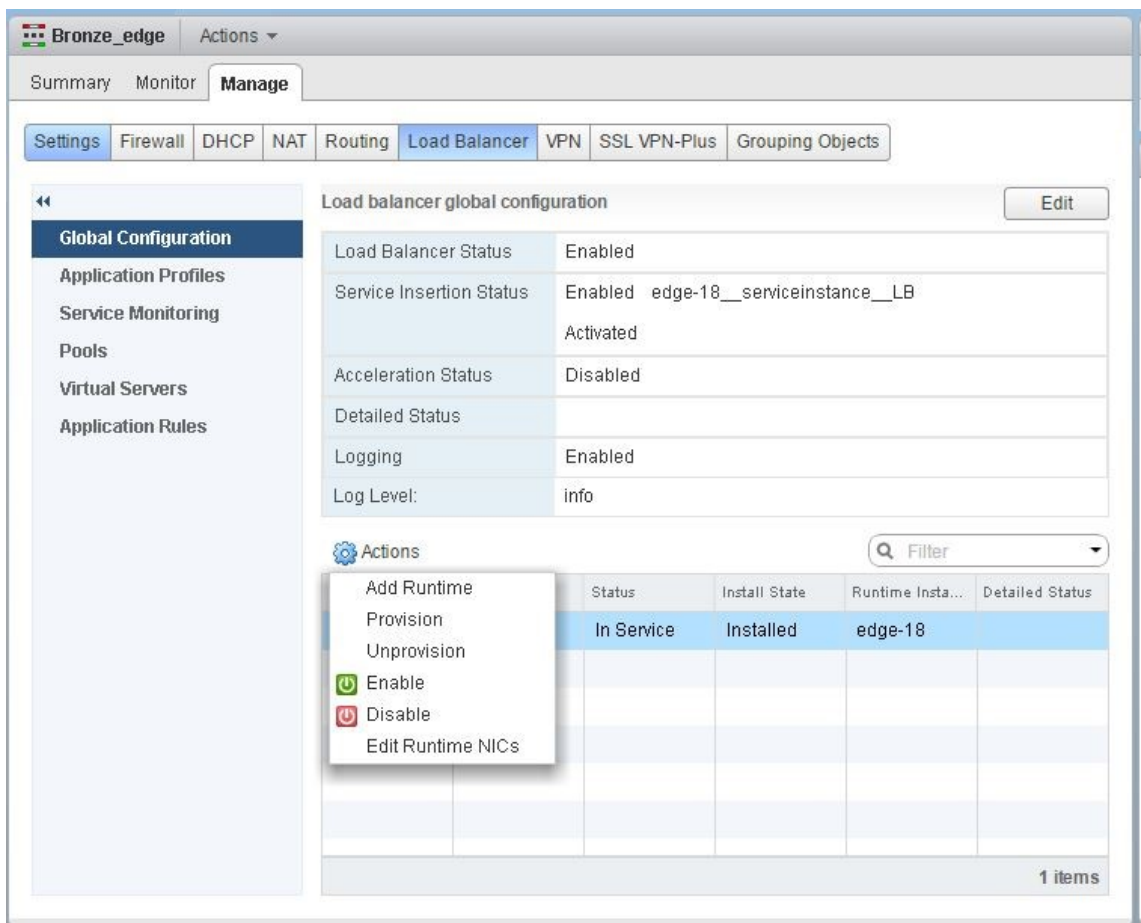 Bronze_edge Actions
Summary Monitor Manage
Settings Firewall DHCP NAT Routing Load Balancer VPN SSL VPN-Plus Grouping Objects
Global Configuration
Application Profiles
Service Monitoring
Pools
Virtual Servers
Application Rules
Load balancer global configuration Edit
Load Balancer Status Enabled
Service Insertion Status Enabled edge-18__serviceinstance__LB
Activated
Acceleration Status Disabled
Detailed Status
Logging Enabled
Log Level: info
Actions Filter
Add Runtime
Provision
Unprovision
Enable
Disable
Edit Runtime NICs
Status Install State Runtime Insta... Detailed Status
In Service Installed edge-18
1 items